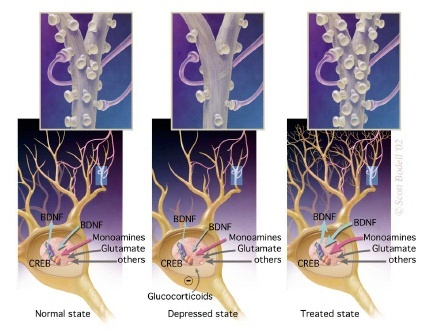 BDNF
BDNF
Monoamines
Glutamate
others
CREB
Normal state
BDNF
BDNF
Monoamines
Glutamate
others
CREB
Glucocorticoids
Depressed state
BDNF
BDNF
Monoamines
Glutamate
others
CREB
Treated state
© Scott Bodell '02